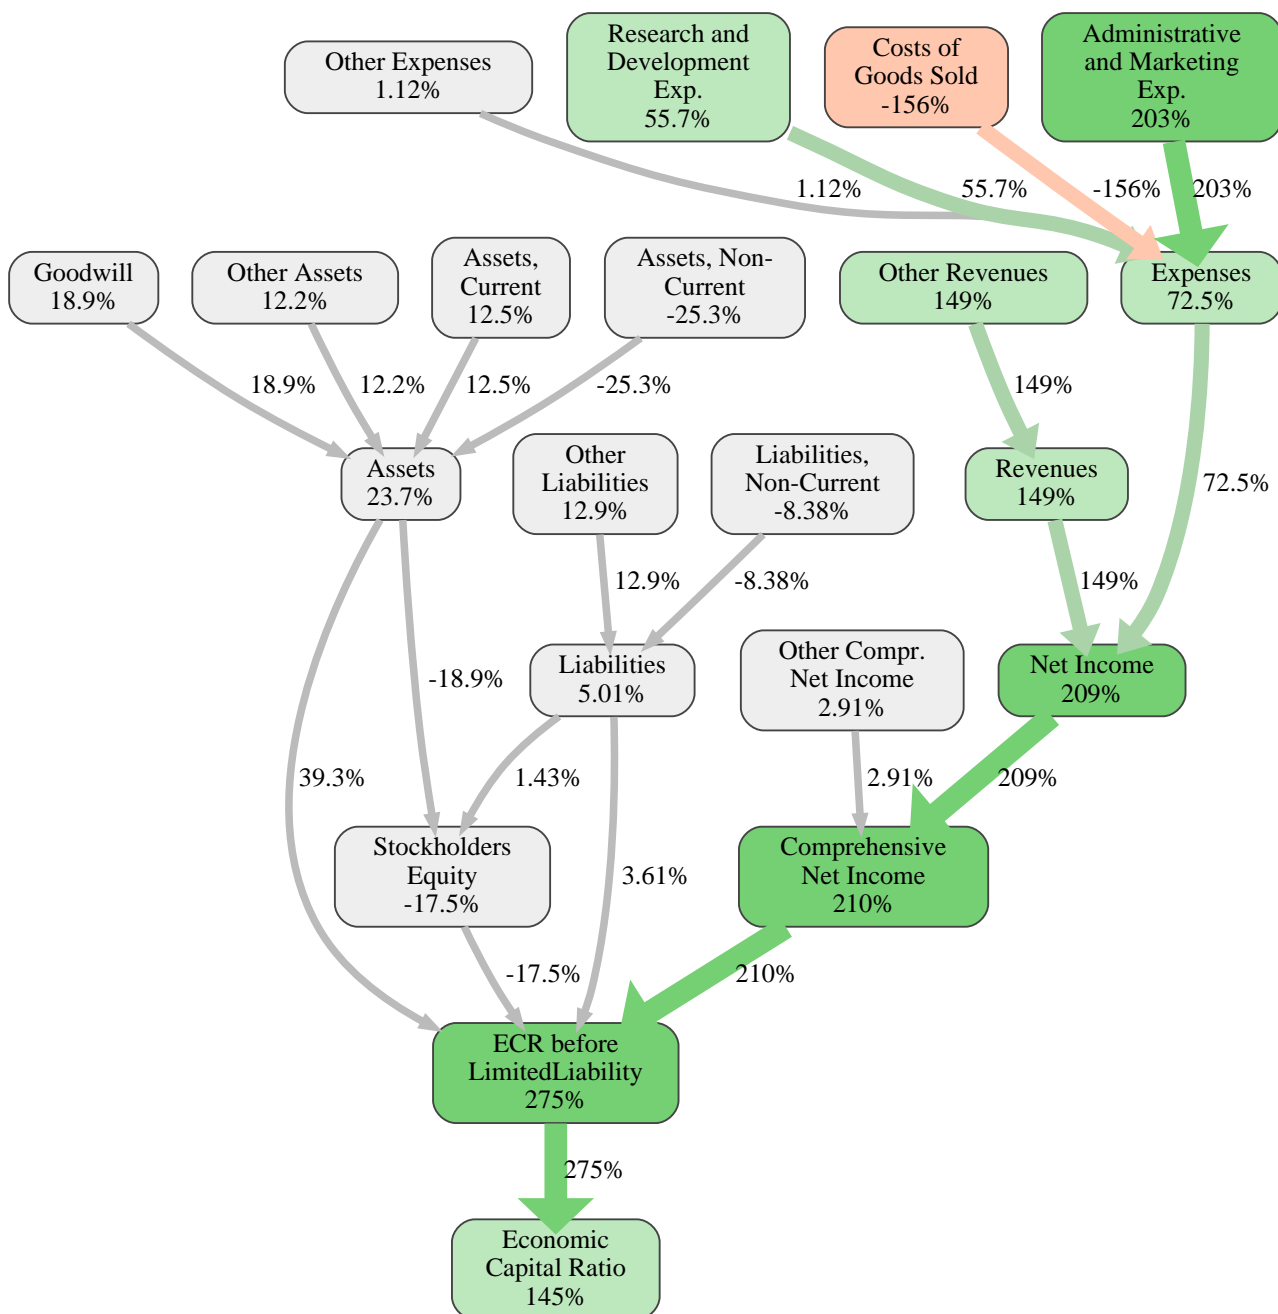 Other Expenses
1.12%
Research and
Development
Exp.
55.7%
Costs of
Goods Sold
-156%
Administrative
and Marketing
Exp.
203%
1.12%
55.7%
-156%
203%
Goodwill
18.9%
Other Assets
12.2%
Assets,
Current
12.5%
Assets, Non-
Current
-25.3%
Other Revenues
149%
Expenses
72.5%
18.9%
12.2%
12.5%
-25.3%
149%
72.5%
Assets
23.7%
Other
Liabilities
12.9%
Liabilities,
Non-Current
-8.38%
Revenues
149%
12.9%
-8.38%
149%
-18.9%
Liabilities
5.01%
Other Compr.
Net Income
2.91%
Net Income
209%
39.3%
1.43%
2.91%
209%
Stockholders
Equity
-17.5%
3.61%
Comprehensive
Net Income
210%
-17.5%
210%
ECR before
LimitedLiability
275%
275%
Economic
Capital Ratio
145%